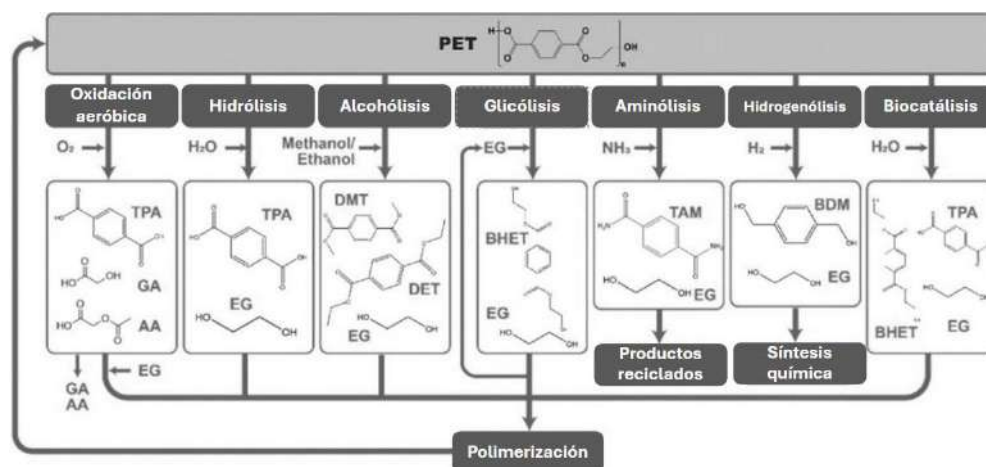 PET
H O O O O OH n
Oxidación
aeróbica
Hidrólisis
Alcohólisis
Glicólisis
Aminólisis
Hidrogenólisis
Biocatálisis
O₂
H₂O
Methanol/
Ethanol
EG
NH₃
H₂
H₂O
TPA
GA
AA
TPA
EG
DMT
DET
EG
BHET
EG
TAM
EG
BDM
EG
TPA
BHET
EG
Productos
reciclados
Síntesis
química
GA
AA
EG
Polimerización